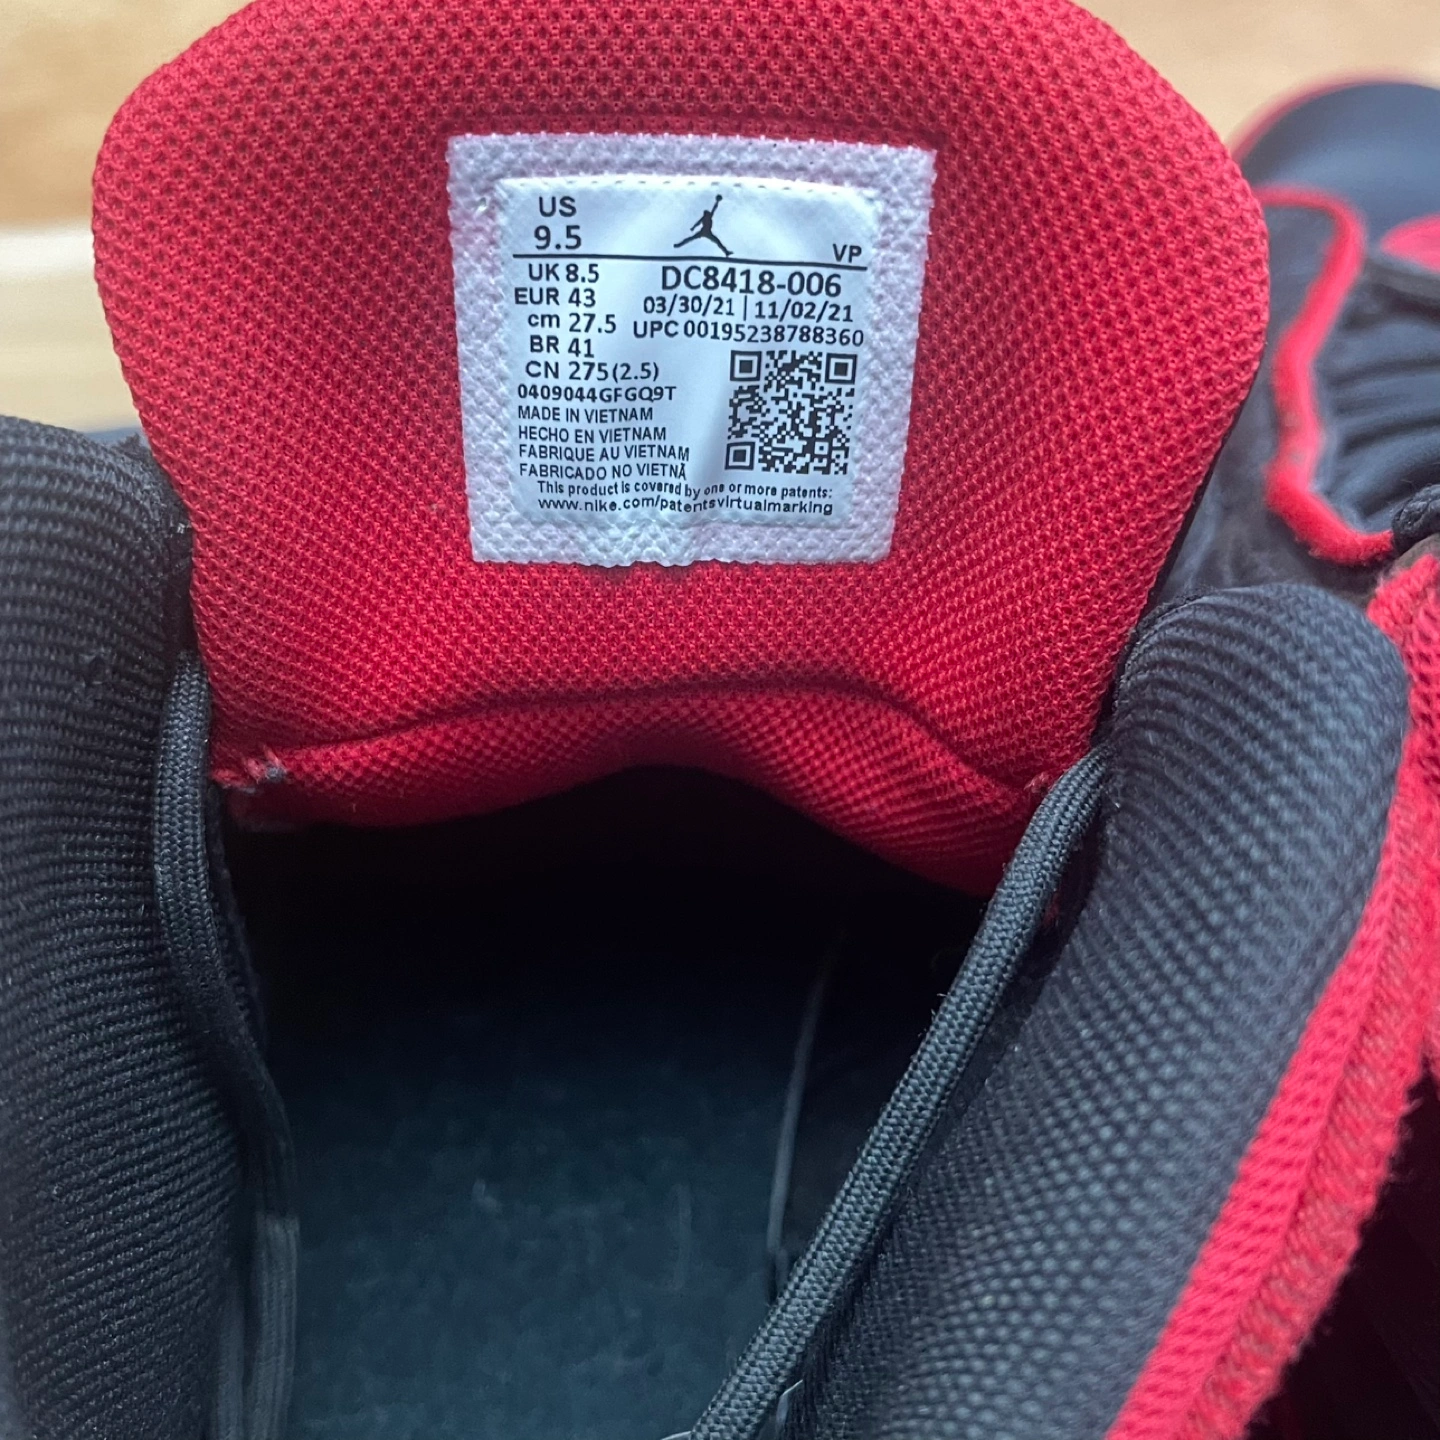 US
9.5
VP
UK 8.5
EUR 43
cm 27.5
BR 41
CN 275(2.5)
DC8418-006
03/30/21 | 11/02/21
UPC 00195238788360
0409044GFGQ9T
MADE IN VIETNAM
HECHO EN VIETNAM
FABRIQUE AU VIETNAM
FABRICADO NO VIETNÃ
This product is covered by one or more patents:
www.nike.com/patentsvirtualmarking